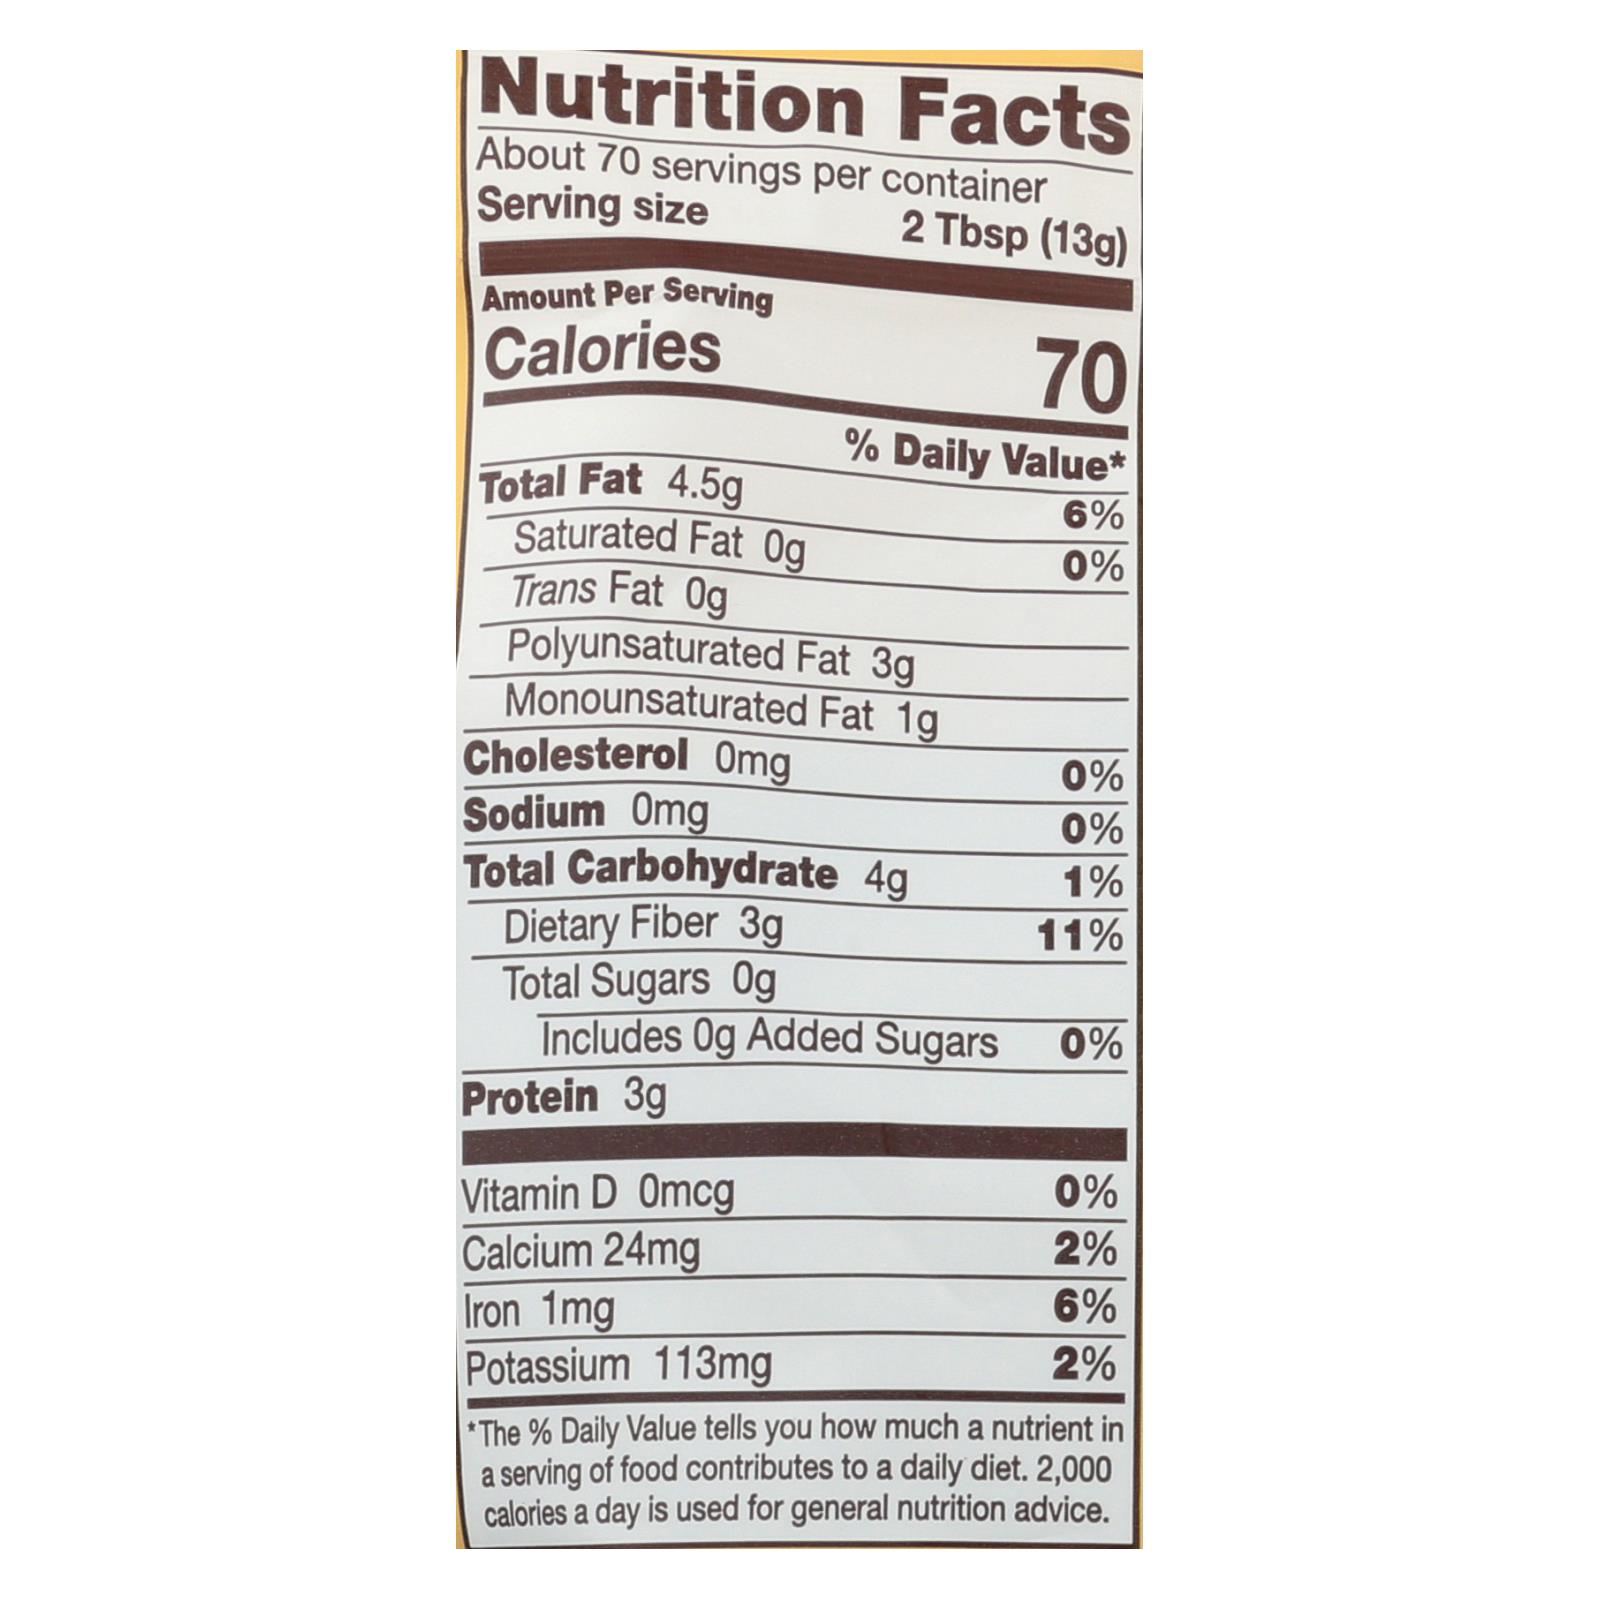 Nutrition Facts
About 70 servings per container
Serving size 2 Tbsp (13g)
Amount Per Serving
Calories 70
% Daily Value*
Total Fat 4.5g 6%
Saturated Fat 0g 0%
Trans Fat 0g
Polyunsaturated Fat 3g
Monounsaturated Fat 1g
Cholesterol 0mg 0%
Sodium 0mg 0%
Total Carbohydrate 4g 1%
Dietary Fiber 3g 11%
Total Sugars 0g
Includes 0g Added Sugars 0%
Protein 3g
Vitamin D 0mcg 0%
Calcium 24mg 2%
Iron 1mg 6%
Potassium 113mg 2%
*The % Daily Value tells you how much a nutrient in
a serving of food contributes to a daily diet. 2,000
calories a day is used for general nutrition advice.